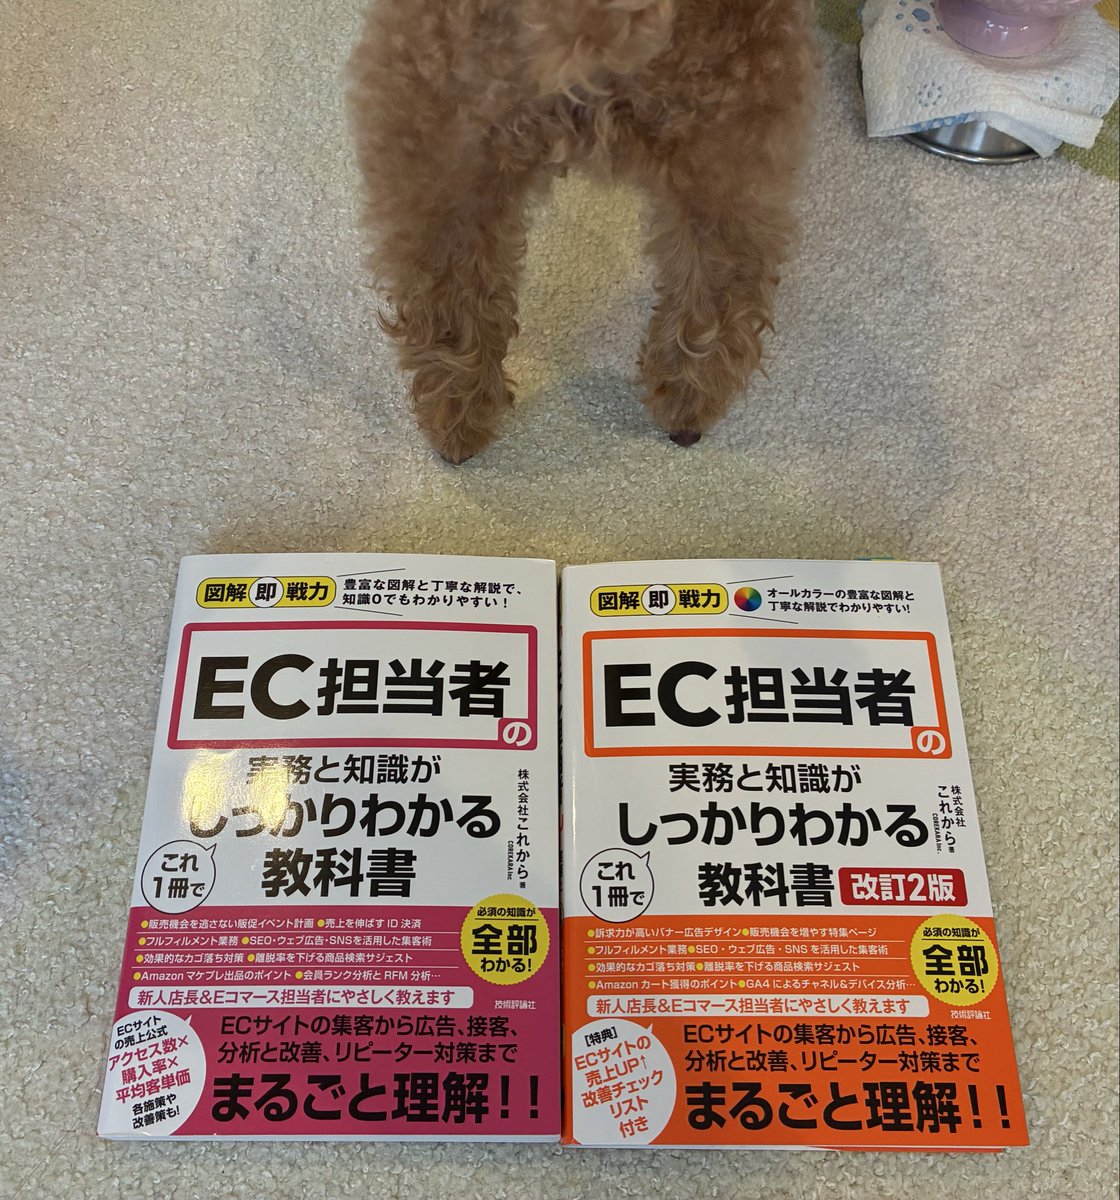 図解 即 戦力
豊富な図解と丁寧な解説で、
知識0でもわかりやすい！
EC担当者の
実務と知識が
しっかりわかる
教科書
これ
1冊で
株式会社これから 著
COREKARA Inc
●販売機会を逃さない販促イベント計画 ●売上を伸ばす ID 決済
●フルフィルメント業務 ●SEO・ウェブ広告・SNSを活用した集客術
●効果的なカゴ落ち対策 ●離脱率を下げる商品検索サジェスト
●Amazon マケプレ出品のポイント ●会員ランク分析と RFM 分析…
必須の知識が
全部
わかる！
新人店長&Eコマース担当者にやさしく教えます
技術評論社
ECサイト
の売上公式
アクセス数×
購入率×
平均客単価
各施策や
改善策も！
ECサイトの集客から広告、接客、
分析と改善、リピーター対策まで
まるごと理解！！
図解 即 戦力
オールカラーの豊富な図解と
丁寧な解説でわかりやすい！
EC担当者の
実務と知識が
しっかりわかる
教科書 改訂2版
これ
1冊で
株式会社
これから 著
COREKARA Inc
●訴求力が高いバナー広告デザイン ●販売機会を増やす特集ページ
●フルフィルメント業務 ●SEO・ウェブ広告・SNSを活用した集客術
●効果的なカゴ落ち対策 ●離脱率を下げる商品検索サジェスト
●Amazon カート獲得のポイント ●GA4 によるチャネル&デバイス分析…
必須の知識が
全部
わかる！
新人店長&Eコマース担当者にやさしく教えます
技術評論社
【特典】
ECサイトの
売上UP↑
改善チェック
リスト
付き
ECサイトの集客から広告、接客、
分析と改善、リピーター対策まで
まるごと理解！！